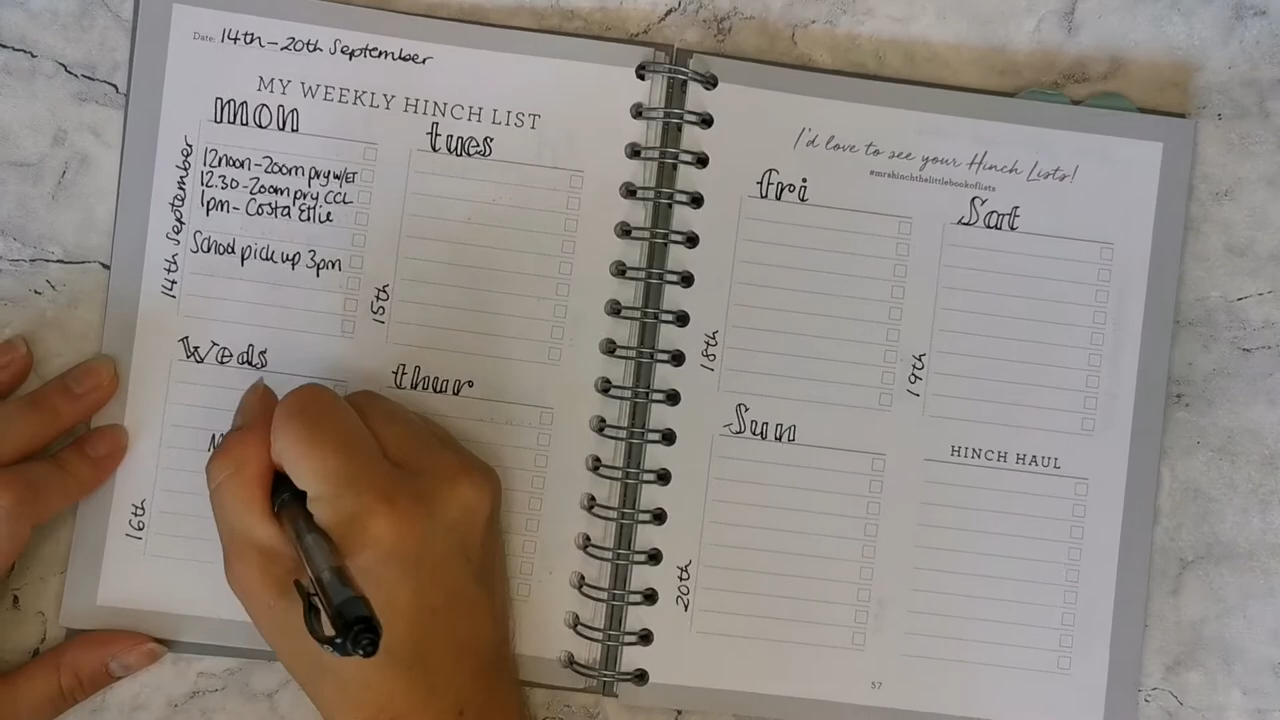 Date: 14th-20th September
MY WEEKLY HINCH LIST
mon
14th September
12noon-Zoom pry w/ET
12.30-Zoom pry CCL
1pm- Costa Ellie
School pick up 3pm
tues
15th
Weds
16th
thur
I'd love to see your Hinch Lists!
#mrshinchthelittlebookoflists
fri
18th
Sat
19th
Sun
20th
HINCH HAUL
57